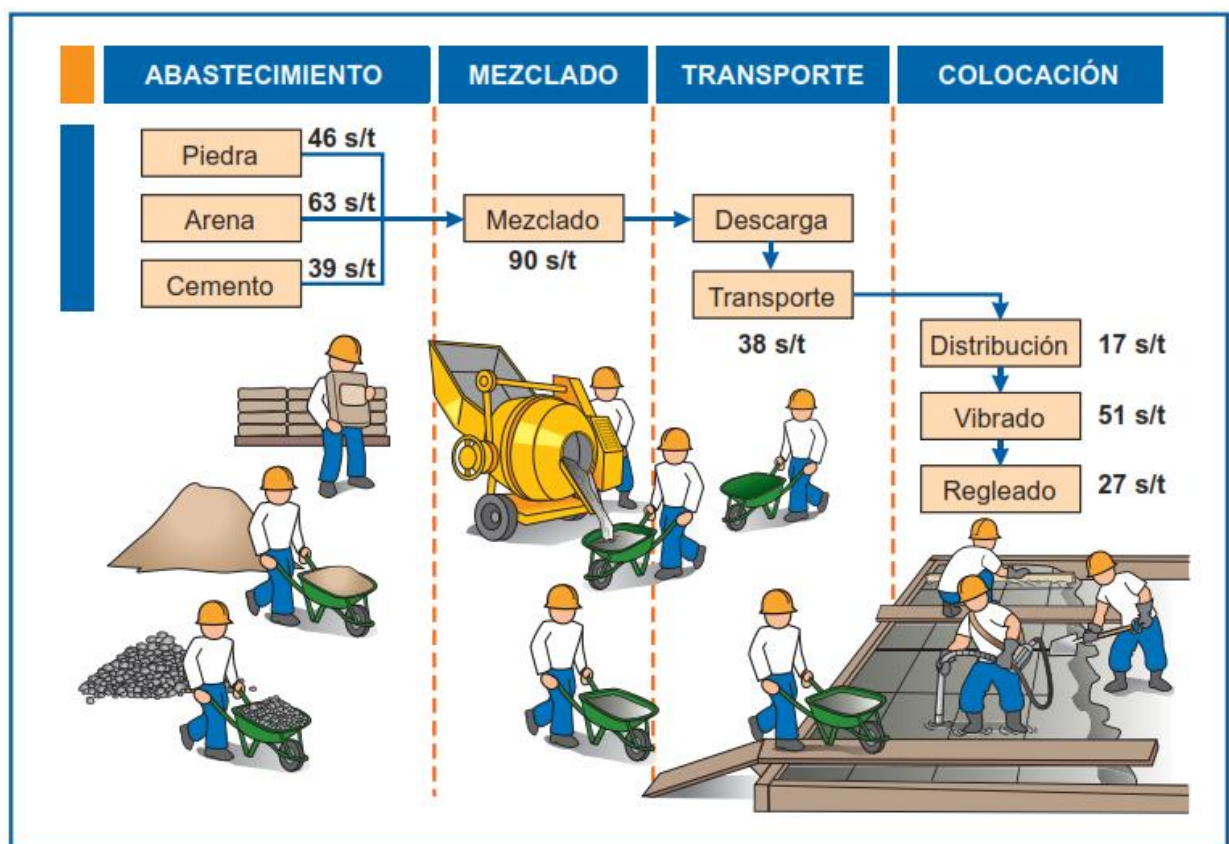 ABASTECIMIENTO
MEZCLADO
TRANSPORTE
COLOCACIÓN
Piedra
46 s/t
Arena
63 s/t
Cemento
39 s/t
Mezclado
90 s/t
Descarga
Transporte
38 s/t
Distribución 17 s/t
Vibrado 51 s/t
Regleado 27 s/t